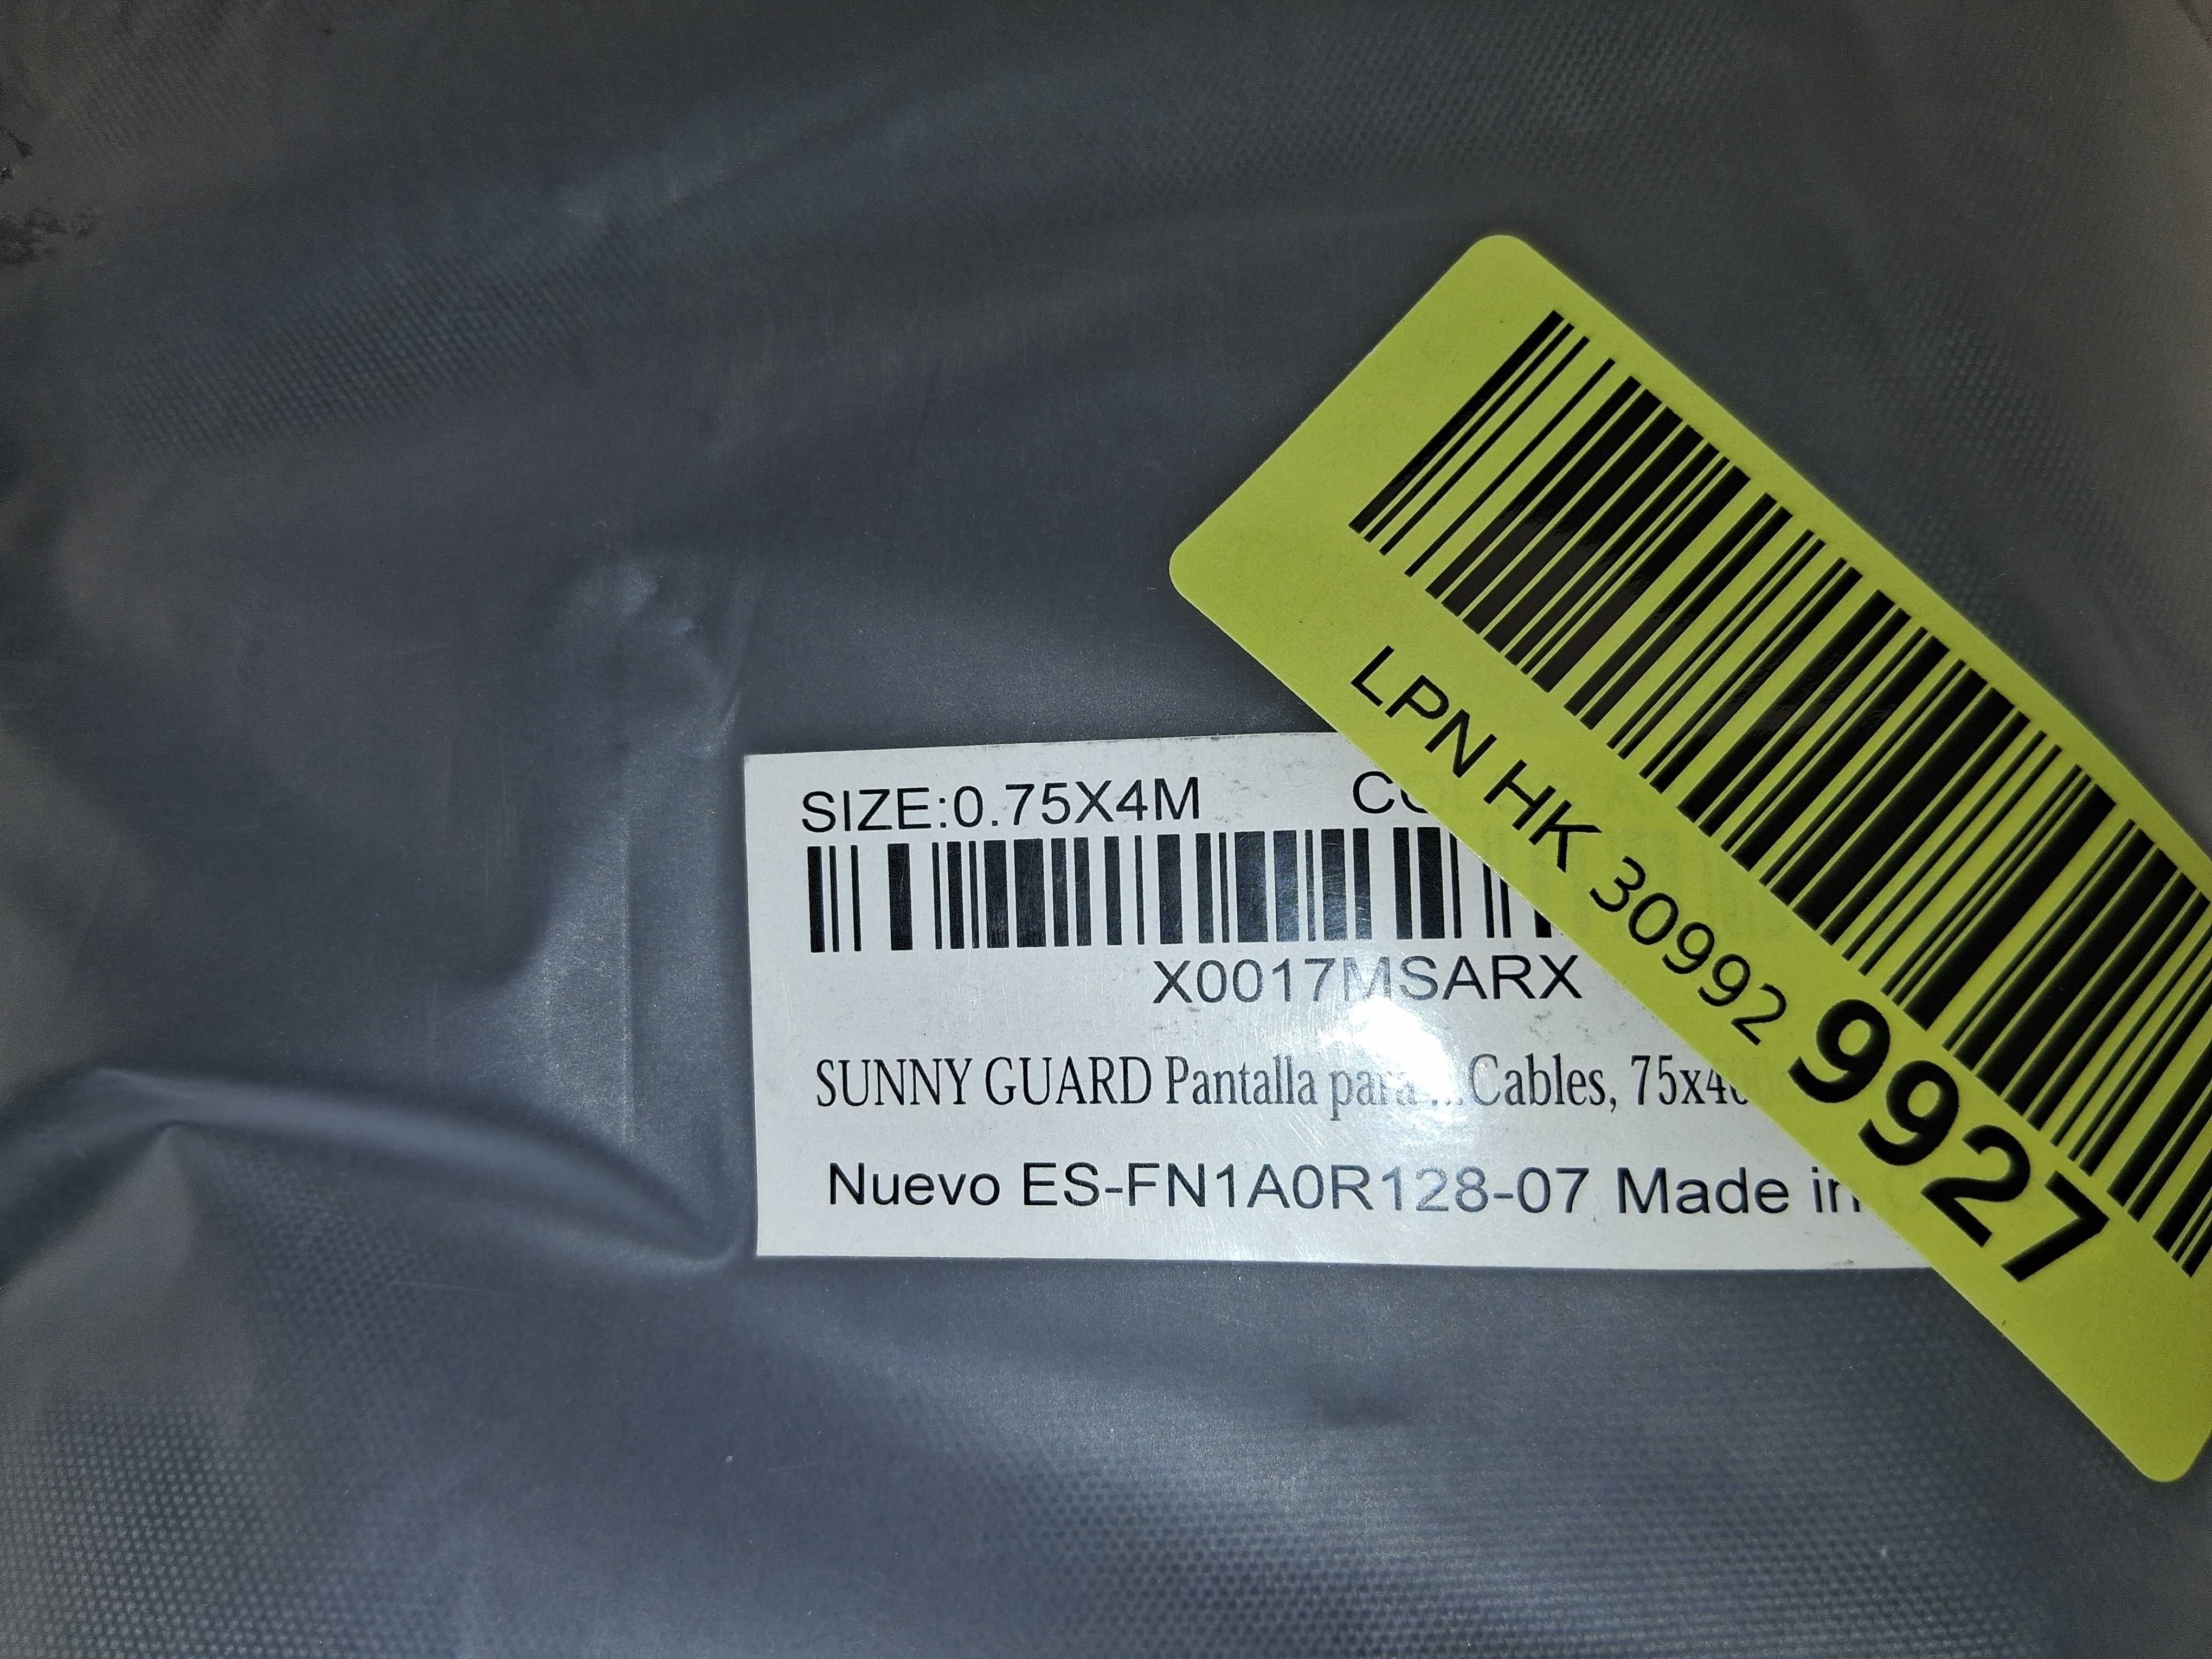 SIZE:0.75X4M
X0017MSARX
SUNNY GUARD Pantalla para ... Cables,
Nuevo ES-FN1A0R128-07 Made in
LPN HK 30992 9927